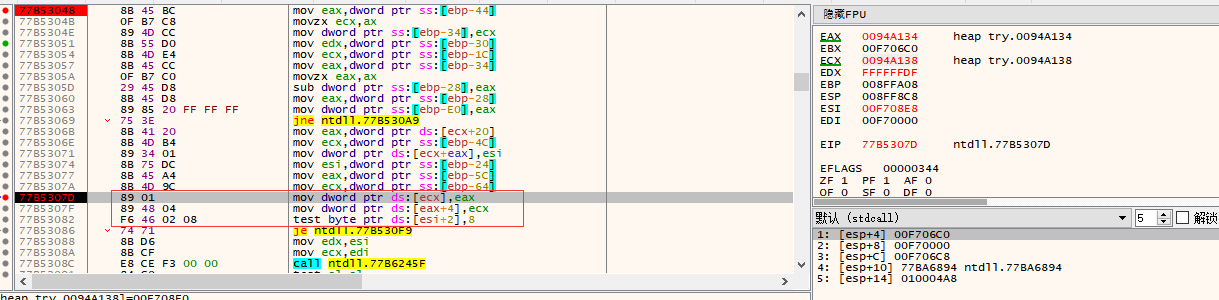 77B5304B 8B 45 BC mov eax,dword ptr ss:[ebp-44]
77B5304B 0F B7 C8 movzx ecx,ax
77B5304E 89 4D CC mov dword ptr ss:[ebp-34],ecx
77B53051 8B 55 D0 mov edx,dword ptr ss:[ebp-30]
77B53054 8B 4D E4 mov ecx,dword ptr ss:[ebp-1C]
77B53057 8B 45 CC mov eax,dword ptr ss:[ebp-34]
0F B7 C0 movzx eax,ax
77B5305D 29 45 D8 sub dword ptr ss:[ebp-28],eax
77B53060 8B 45 D8 mov eax,dword ptr ss:[ebp-28]
77B53063 89 85 20 FF FF FF mov dword ptr ss:[ebp-E0],eax
77B53069 75 3E jne ntdll.77B530A9
77B5306B 8B 41 20 mov eax,dword ptr ds:[ecx+20]
77B5306E 8B 4D B4 mov ecx,dword ptr ss:[ebp-4C]
77B53071 89 34 01 mov dword ptr ds:[ecx+eax],esi
8B 75 DC mov esi,dword ptr ss:[ebp-24]
77B53077 8B 45 A4 mov eax,dword ptr ss:[ebp-5C]
77B5307A 8B 4D 9C mov ecx,dword ptr ss:[ebp-64]
77B5307D 89 01 mov dword ptr ds:[ecx],eax
77B5307F 89 48 04 mov dword ptr ds:[eax+4],ecx
77B53082 F6 46 02 08 test byte ptr ds:[esi+2],8
77B53086 74 71 je ntdll.77B530F9
77B53088 8B D6 mov edx,esi
77B5308A 8B CF mov ecx,edi
77B5308C E8 CE F3 00 00 call ntdll.77B6245F
隐藏FPU
EAX 0094A134 heap try.0094A134
EBX 00F706C0
ECX 0094A138 heap try.0094A138
EDX FFFFFFDF
EBP 008FFA08
ESP 008FF8C8
ESI 00F708E8
EDI 00F70000
EIP 77B5307D ntdll.77B5307D
EFLAGS 00000344
ZF 1 PF 1 AF 0
OF 0 SF 0 DF 0
默认 (stdcall) 5 解锁
1: [esp+4] 00F706C0
2: [esp+8] 00F70000
3: [esp+C] 00F706C8
4: [esp+10] 77BA6894 ntdll.77BA6894
5: [esp+14] 010004A8